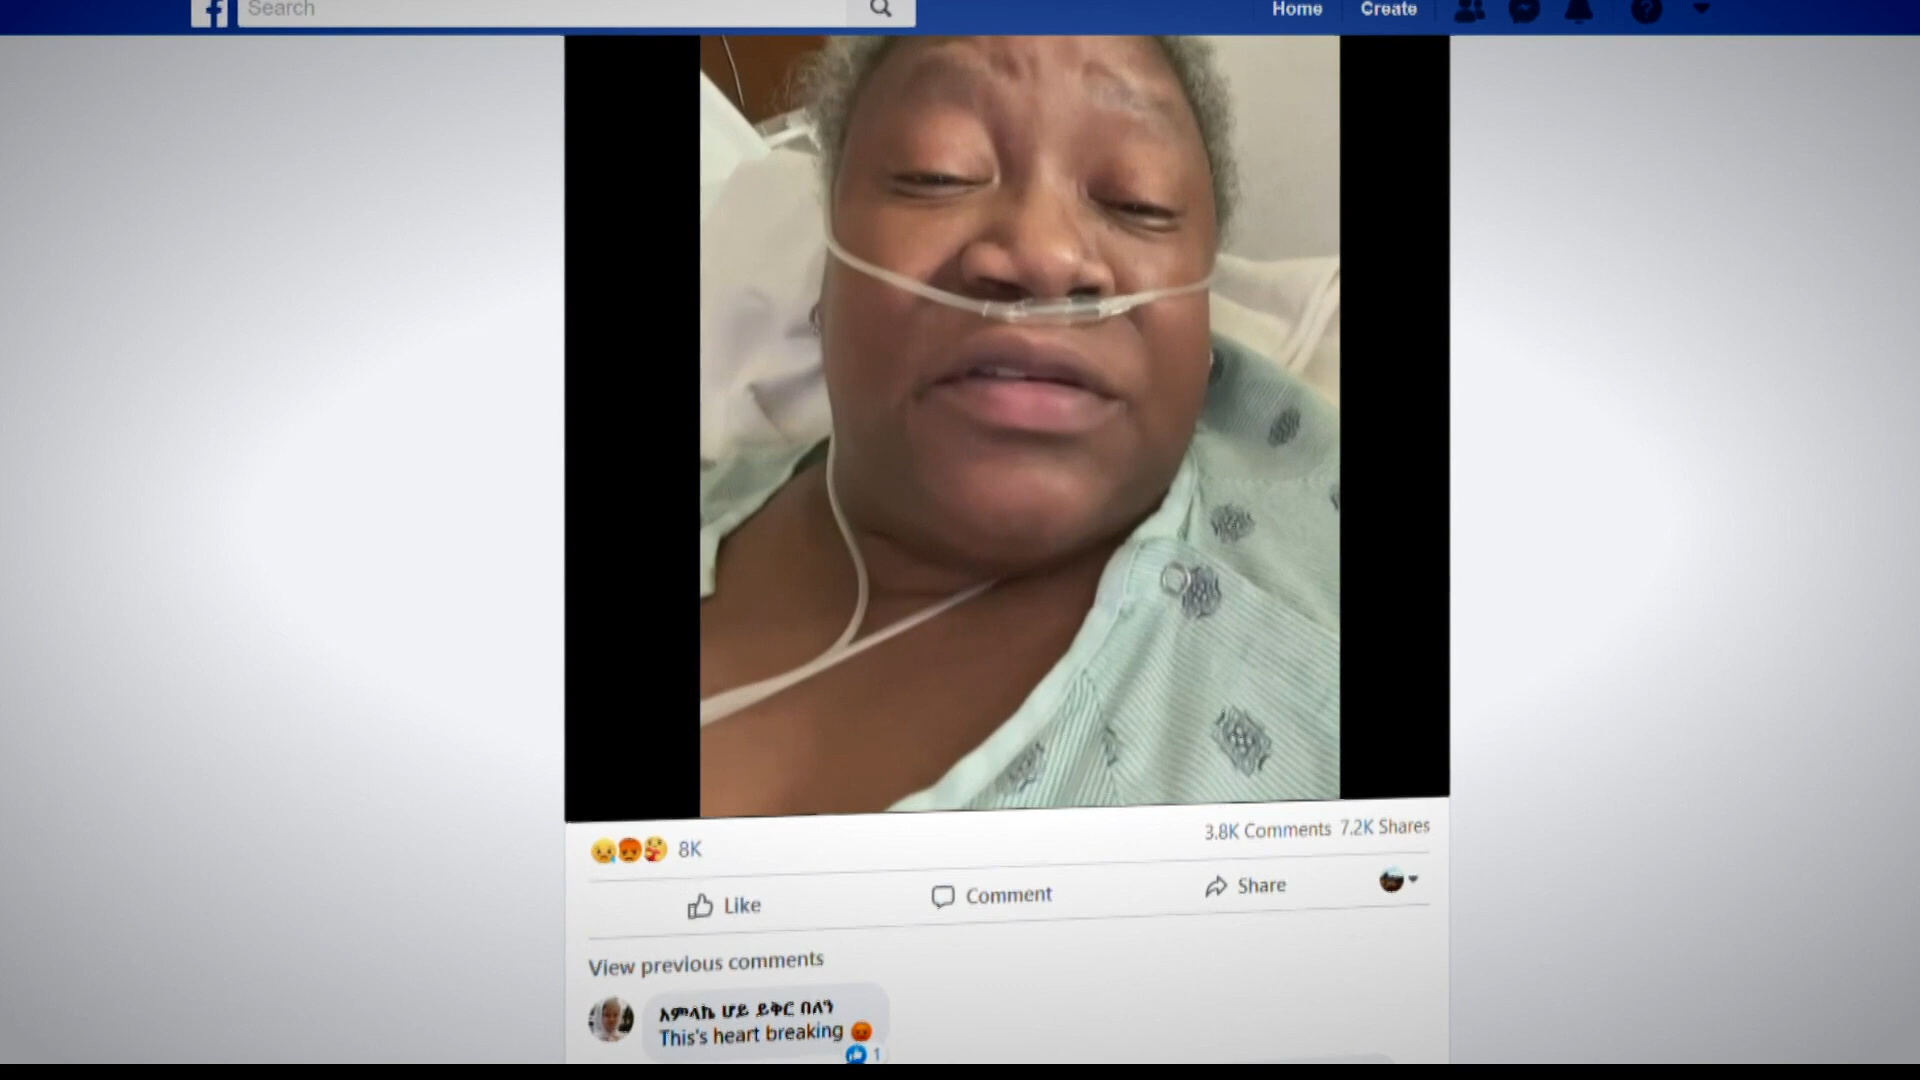 Search
Home
Create
8K
3.8K Comments 7.2K Shares
Like
Comment
Share
View previous comments
አምላኬ ሆይ ይቅር በለን
This's heart breaking
1